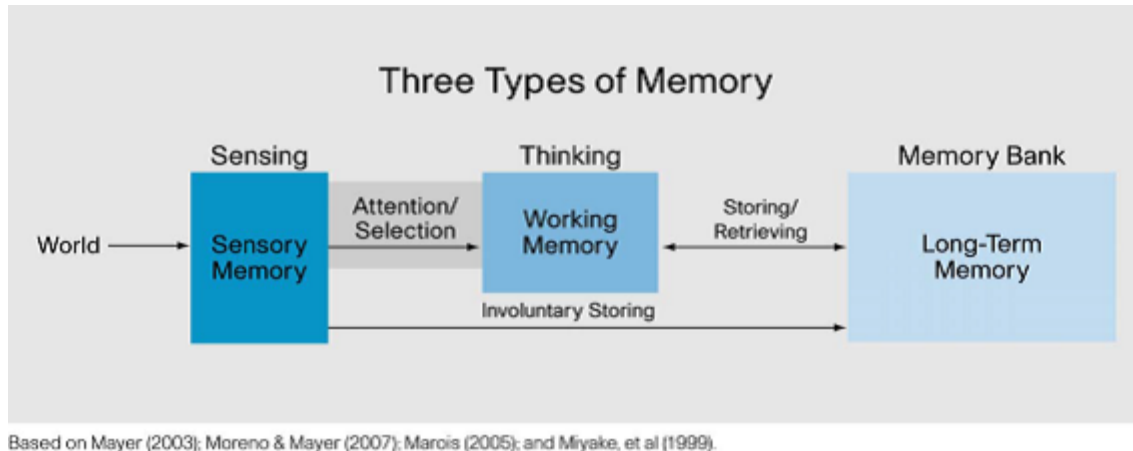 Three Types of Memory
Sensing
Thinking
Memory Bank
World
Sensory
Memory
Attention/
Selection
Working
Memory
Storing/
Retrieving
Long-Term
Memory
Involuntary Storing
Based on Mayer (2003); Moreno & Mayer (2007); Marois (2005); and Miyake, et al (1999).